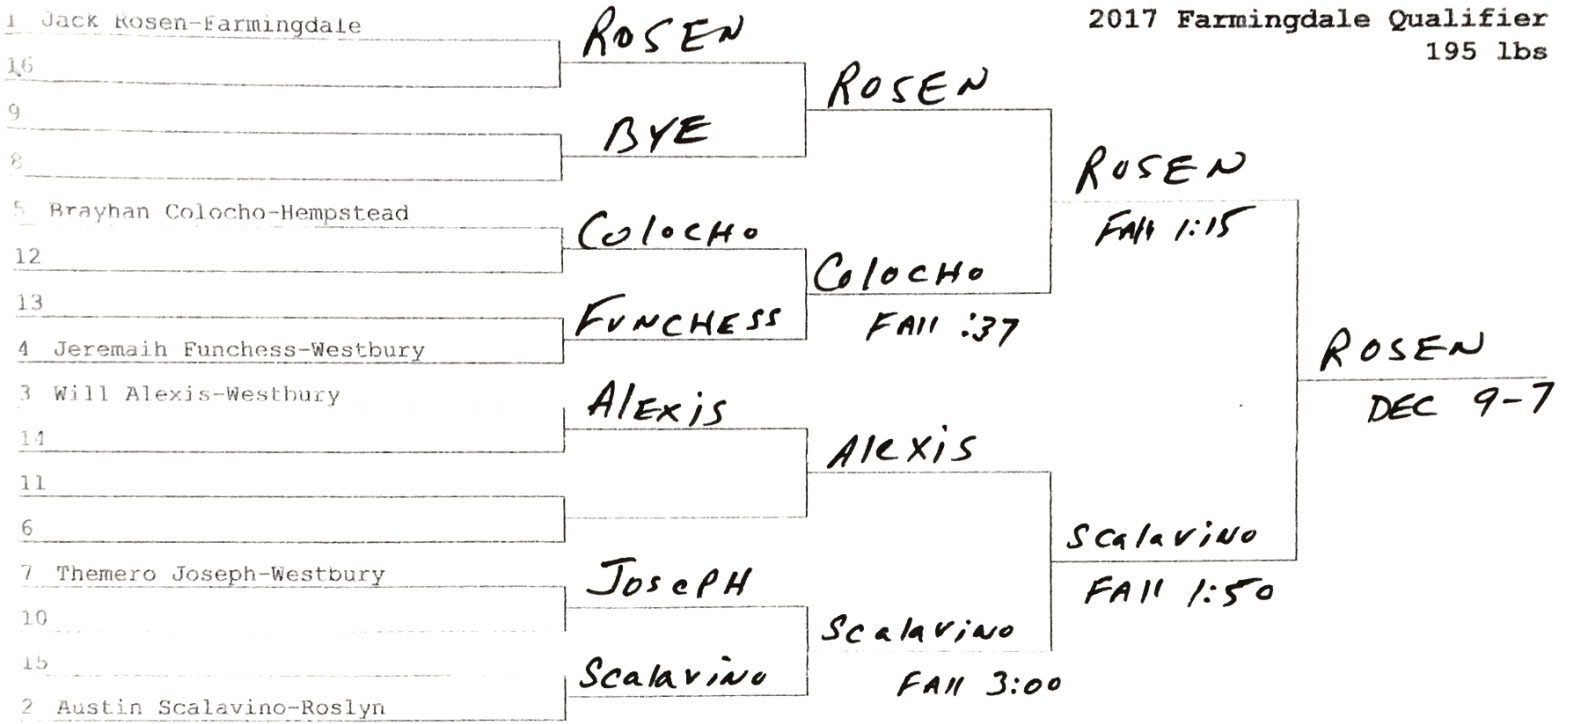 2017 Farmingdale Qualifier
195 lbs
1 Jack Rosen-Farmingdale
16
9
8
5 Brayhan Colocho-Hempstead
12
13
4 Jeremaih Funchess-Westbury
3 Will Alexis-Westbury
14
11
6
7 Themero Joseph-Westbury
10
15
2 Austin Scalavino-Roslyn
ROSEN
BYE
ColocHo
FUNCHESS
AlExis
JosePH
Scalavino
ROSEN
ColocHo
FAll :37
Alexis
Scalavino
FAll 3:00
ROSEN
FAll 1:15
Scalavino
FAll 1:50
ROSEN
DEC 9-7